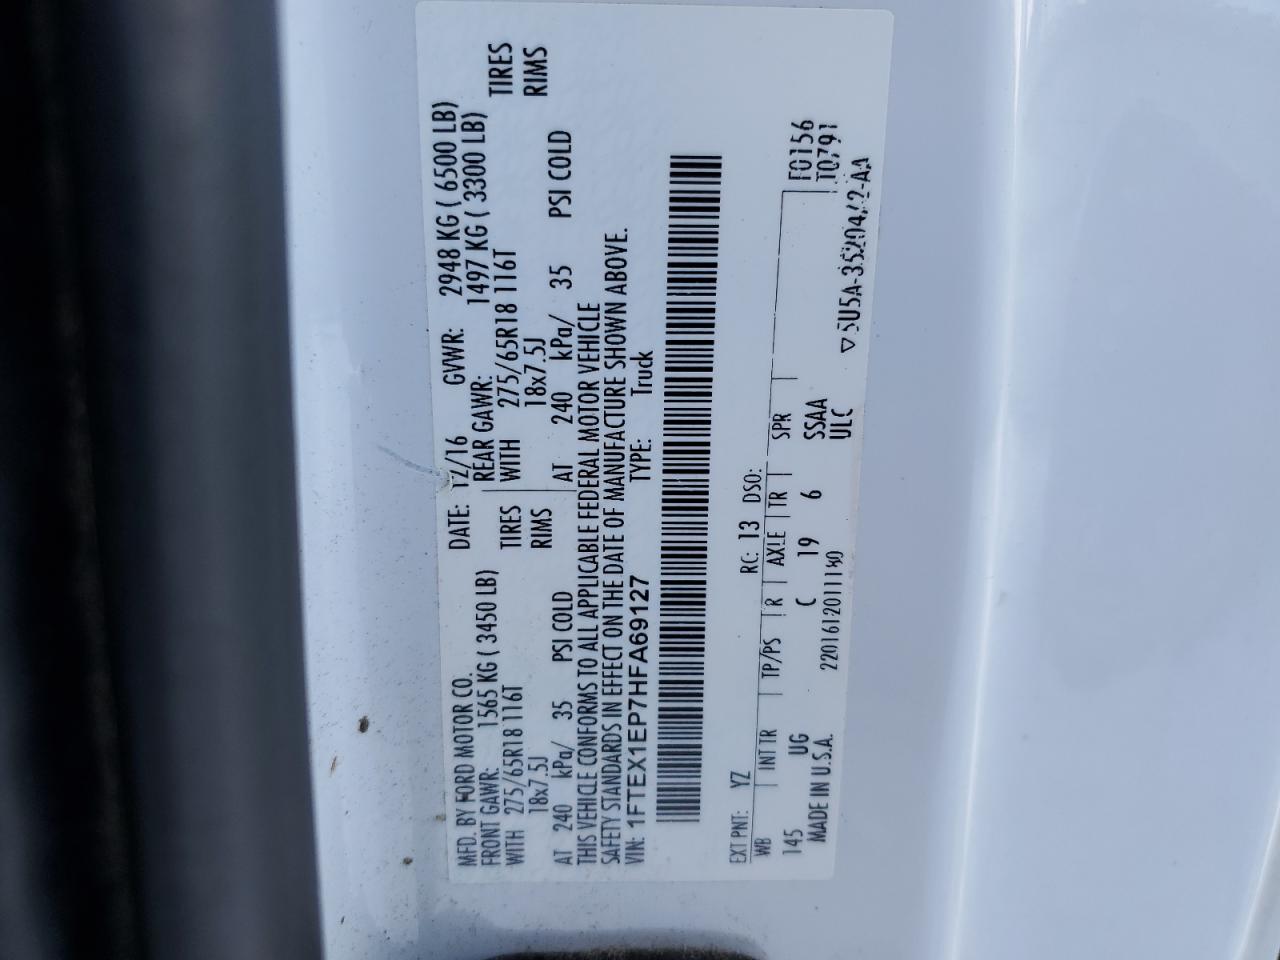 MFD. BY FORD MOTOR CO.
DATE: 12/16 GVWR: 2948 KG ( 6500 LB)
FRONT GAWR: 1565 KG ( 3450 LB) REAR GAWR: 1497 KG ( 3300 LB)
WITH 275/65R18 116T TIRES WITH 275/65R18 116T TIRES
18x7.5J RIMS 18x7.5J RIMS
AT 240 kPa/ 35 PSI COLD AT 240 kPa/ 35 PSI COLD
THIS VEHICLE CONFORMS TO ALL APPLICABLE FEDERAL MOTOR VEHICLE
SAFETY STANDARDS IN EFFECT ON THE DATE OF MANUFACTURE SHOWN ABOVE.
VIN: 1FTEX1EP7HFA69127 TYPE: Truck
EXT PNT: YZ RC: 13 DSO:
WB INT TR TP/PS R AXLE TR SPR
F0156
T0791
145 UG C 19 6 SSAA
MADE IN U.S.A. ULC